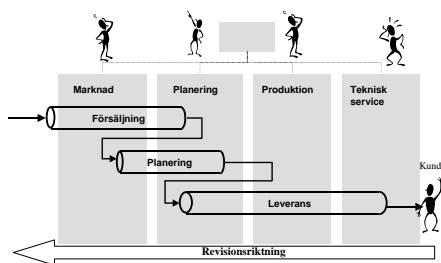 Marknad
Planering
Produktion
Teknisk
service
Försäljning
Planering
Kund
Leverans
Revisionsriktning